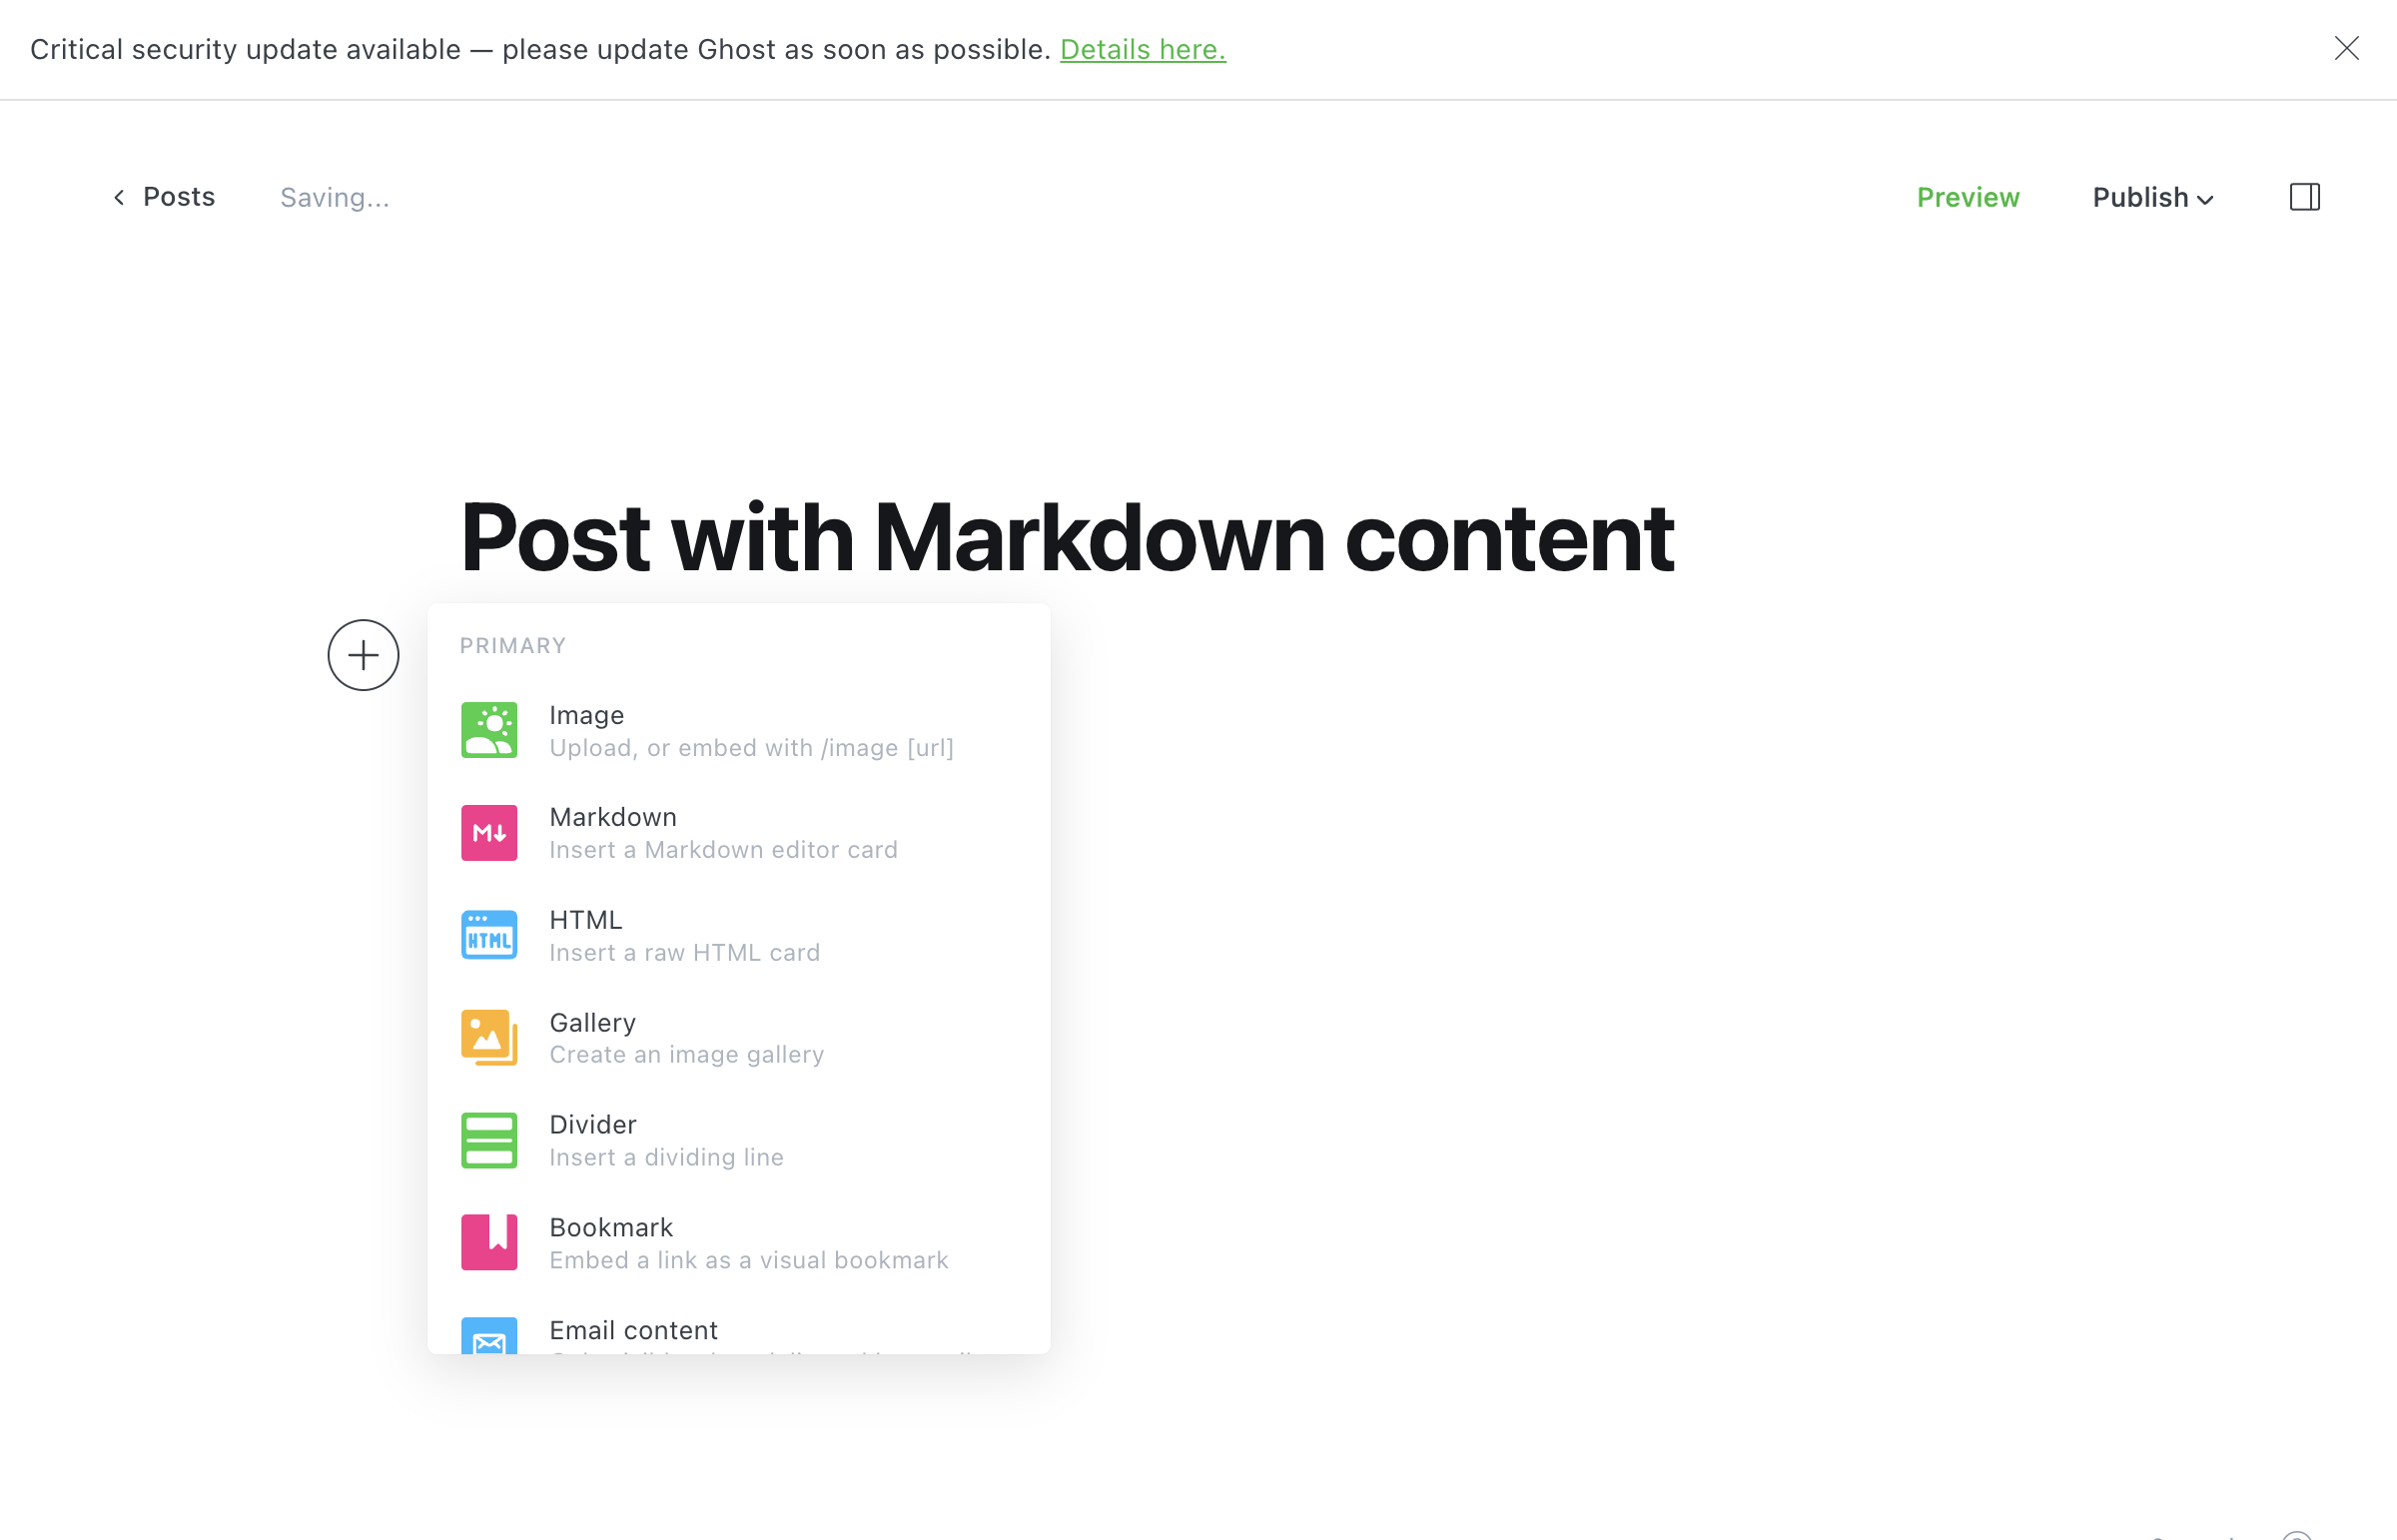 Critical security update available — please update Ghost as soon as possible. Details here.
Posts
Saving...
Preview
Publish
Post with Markdown content
PRIMARY
Image
Upload, or embed with /image [url]
M
Markdown
Insert a Markdown editor card
HTML
HTML
Insert a raw HTML card
Gallery
Create an image gallery
Divider
Insert a dividing line
Bookmark
Embed a link as a visual bookmark
Email content